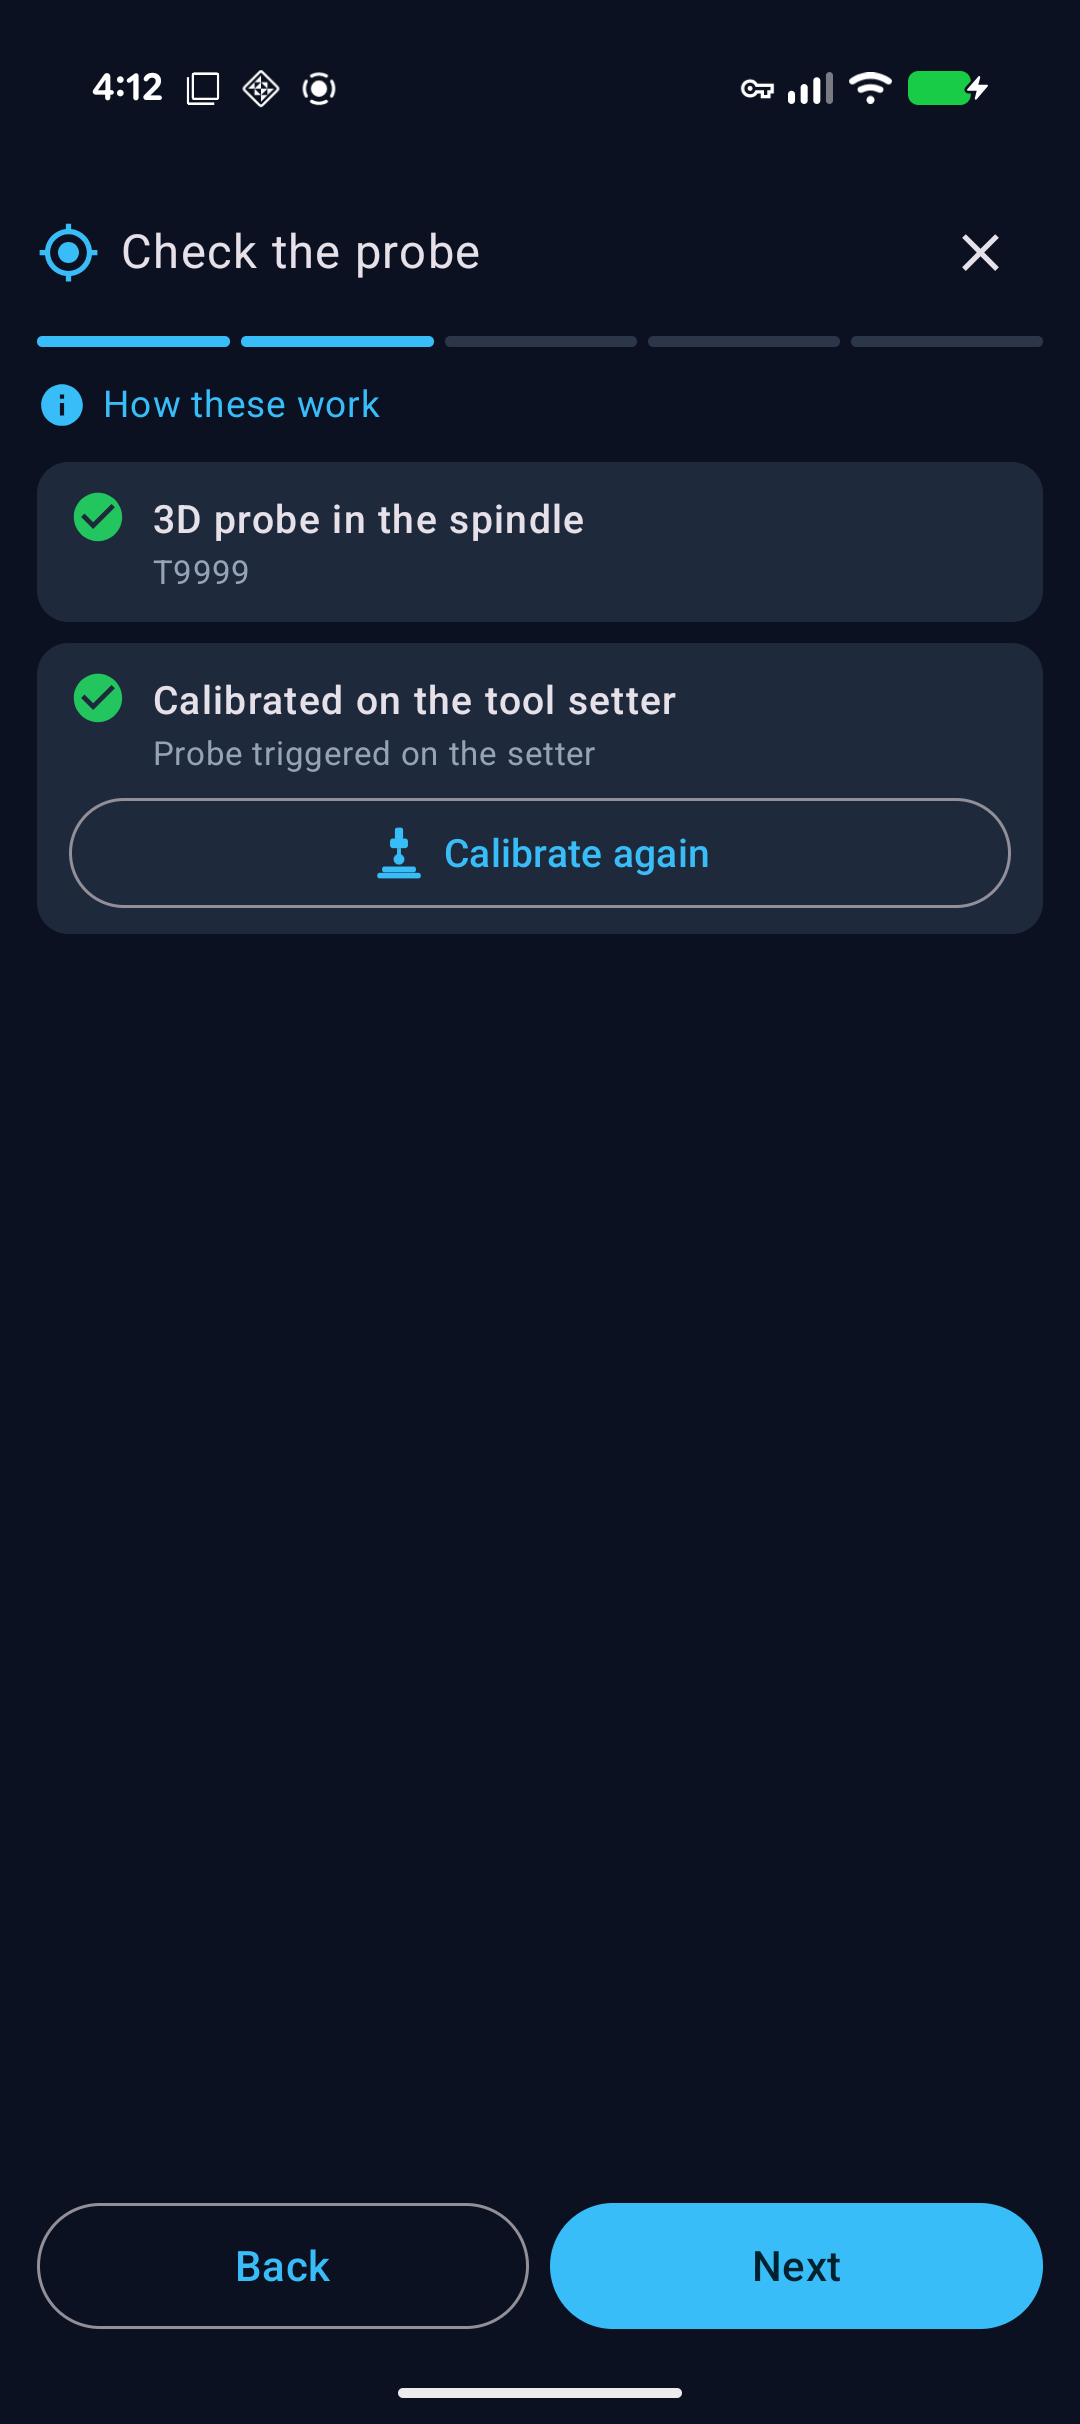 4:12
Check the probe
How these work
3D probe in the spindle
T9999
Calibrated on the tool setter
Probe triggered on the setter
Calibrate again
Back
Next